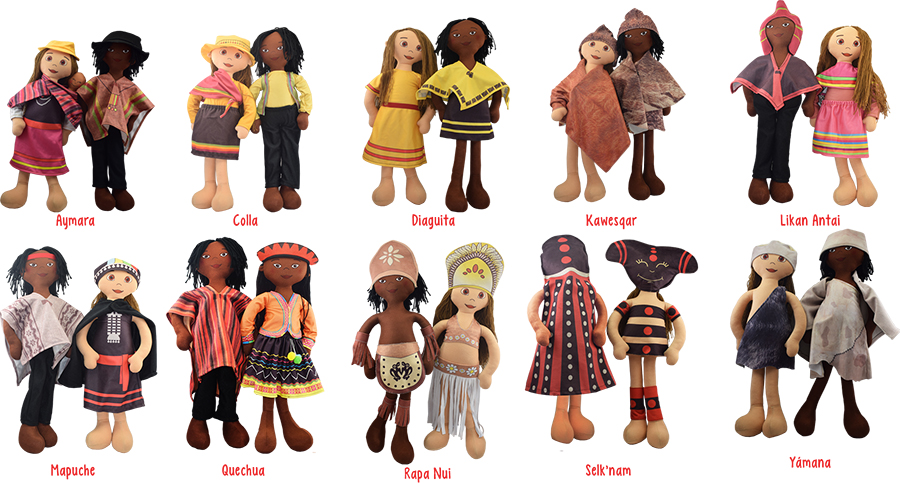 Aymara
Colla
Diaguita
Kawesqar
Likan Antai
Mapuche
Quechua
Rapa Nui
Selk'nam
Yámana